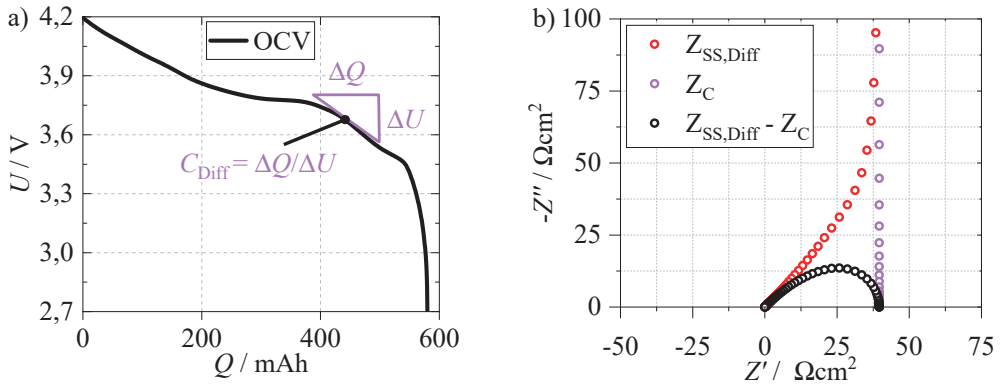 a)
4,2
3,9
3,6
3,3
3,0
2,7
U / V
OCV
ΔQ
ΔU
C_Diff = ΔQ/ΔU
0
200
400
600
Q / mAh
b)
100
75
50
25
0
-Z'' / Ωcm²
Z_SS,Diff
Z_C
Z_SS,Diff - Z_C
-50
-25
0
25
50
75
Z' / Ωcm²